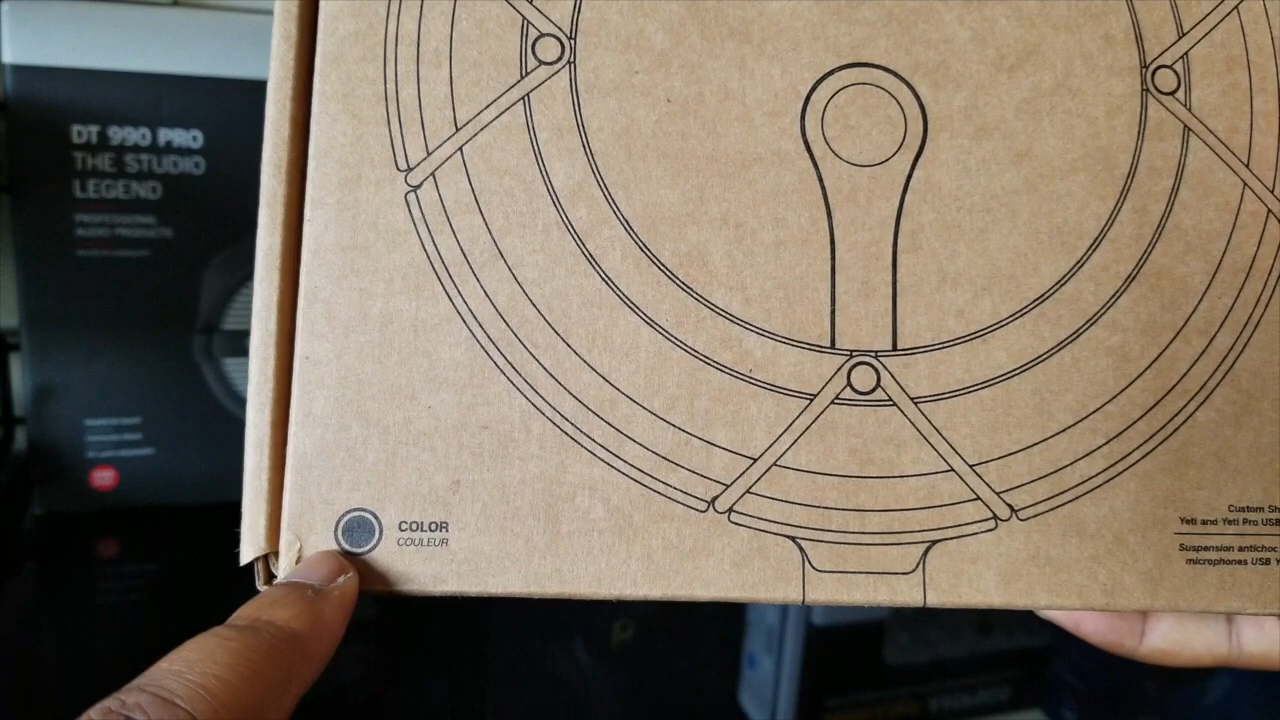 DT 990 PRO
THE STUDIO
LEGEND
PROFESSIONAL
AUDIO PRODUCTS
COLOR
COULEUR
Custom Sh
Yeti and Yeti Pro USB
Suspension antichoc
microphones USB Y